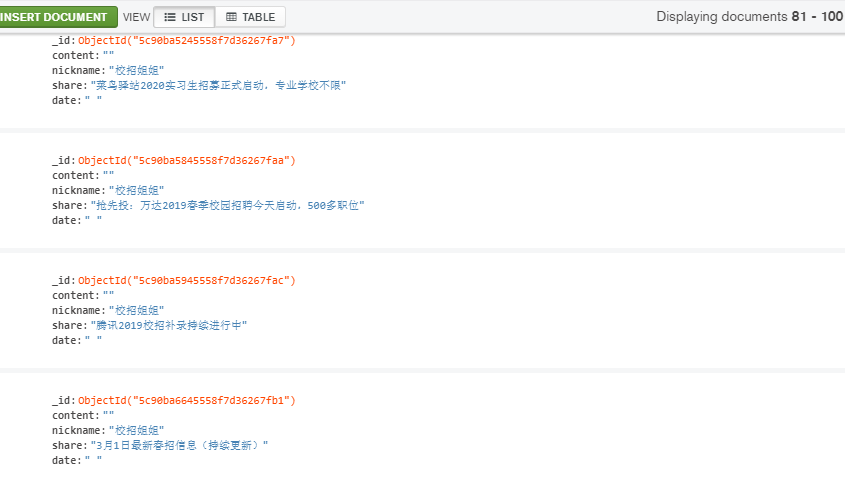 INSERT DOCUMENT VIEW LIST TABLE Displaying documents 81 - 100
_id:ObjectId("5c90ba5245558f7d36267fa7")
content:""
nickname:"校招姐姐"
share:"菜鸟驿站2020实习生招募正式启动，专业学校不限"
date:" "
_id:ObjectId("5c90ba5845558f7d36267faa")
content:""
nickname:"校招姐姐"
share:"抢先投：万达2019春季校园招聘今天启动，500多职位"
date:" "
_id:ObjectId("5c90ba5945558f7d36267fac")
content:""
nickname:"校招姐姐"
share:"腾讯2019校招补录持续进行中"
date:" "
_id:ObjectId("5c90ba6645558f7d36267fb1")
content:""
nickname:"校招姐姐"
share:"3月1日最新春招信息（持续更新）"
date:" "